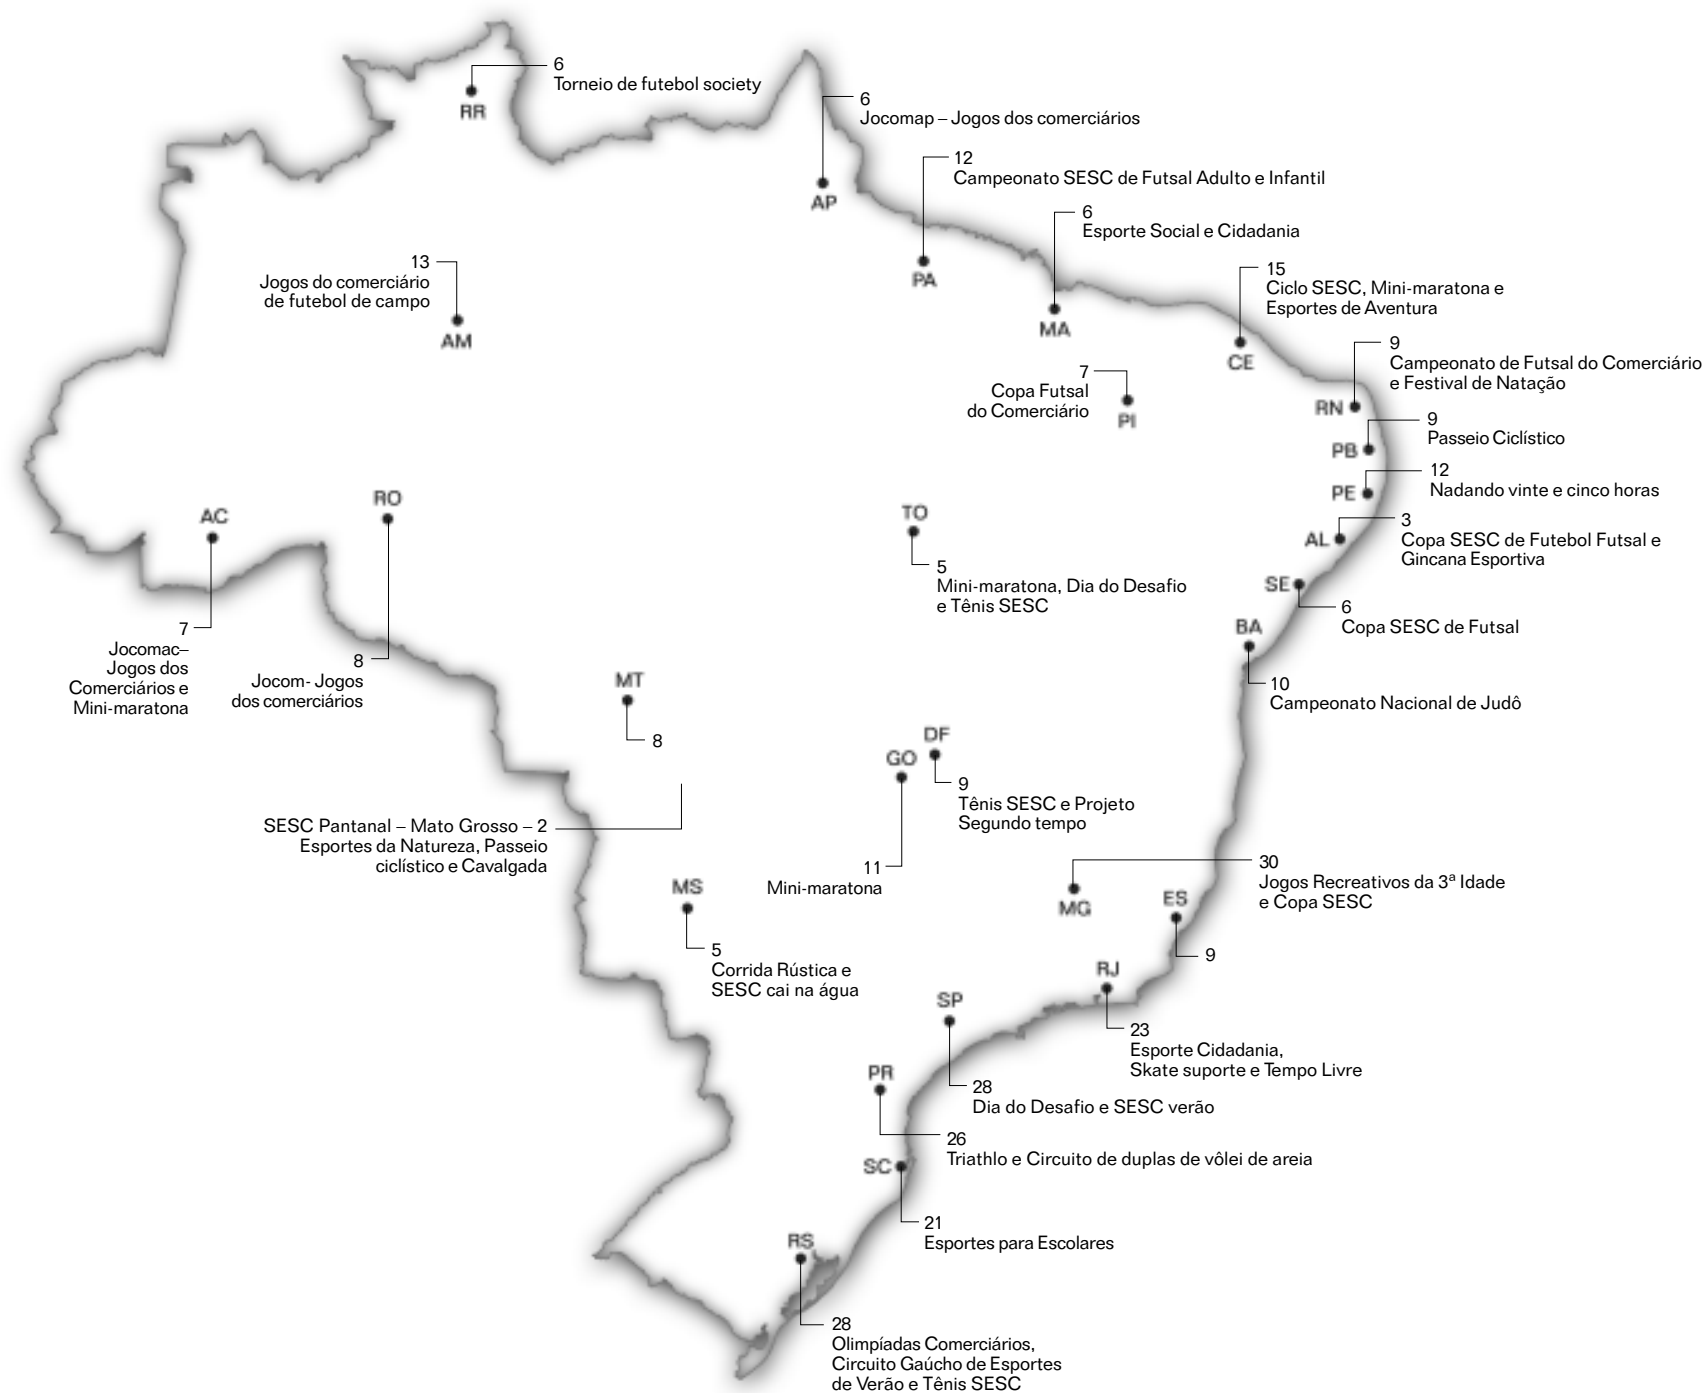 6
Torneio de futebol society
RR
6
Jocomap – Jogos dos comerciários
AP
12
Campeonato SESC de Futsal Adulto e Infantil
PA
6
Esporte Social e Cidadania
MA
13
Jogos do comerciário
de futebol de campo
AM
15
Ciclo SESC, Mini-maratona e
Esportes de Aventura
CE
9
Campeonato de Futsal do Comerciário
e Festival de Natação
RN
7
Copa Futsal
do Comerciário
PI
9
Passeio Ciclístico
PB
12
Nadando vinte e cinco horas
PE
3
Copa SESC de Futebol Futsal e
Gincana Esportiva
AL
SE
6
Copa SESC de Futsal
BA
10
Campeonato Nacional de Judô
AC
7
Jocomac–
Jogos dos
Comerciários e
Mini-maratona
RO
8
Jocom- Jogos
dos comerciários
TO
5
Mini-maratona, Dia do Desafio
e Tênis SESC
MT
8
SESC Pantanal – Mato Grosso – 2
Esportes da Natureza, Passeio
ciclístico e Cavalgada
DF
9
Tênis SESC e Projeto
Segundo tempo
GO
11
Mini-maratona
MS
5
Corrida Rústica e
SESC cai na água
30
Jogos Recreativos da 3ª Idade
e Copa SESC
MG
ES
9
RJ
23
Esporte Cidadania,
Skate suporte e Tempo Livre
SP
28
Dia do Desafio e SESC verão
PR
26
Triathlo e Circuito de duplas de vôlei de areia
SC
21
Esportes para Escolares
RS
28
Olimpíadas Comerciários,
Circuito Gaúcho de Esportes
de Verão e Tênis SESC